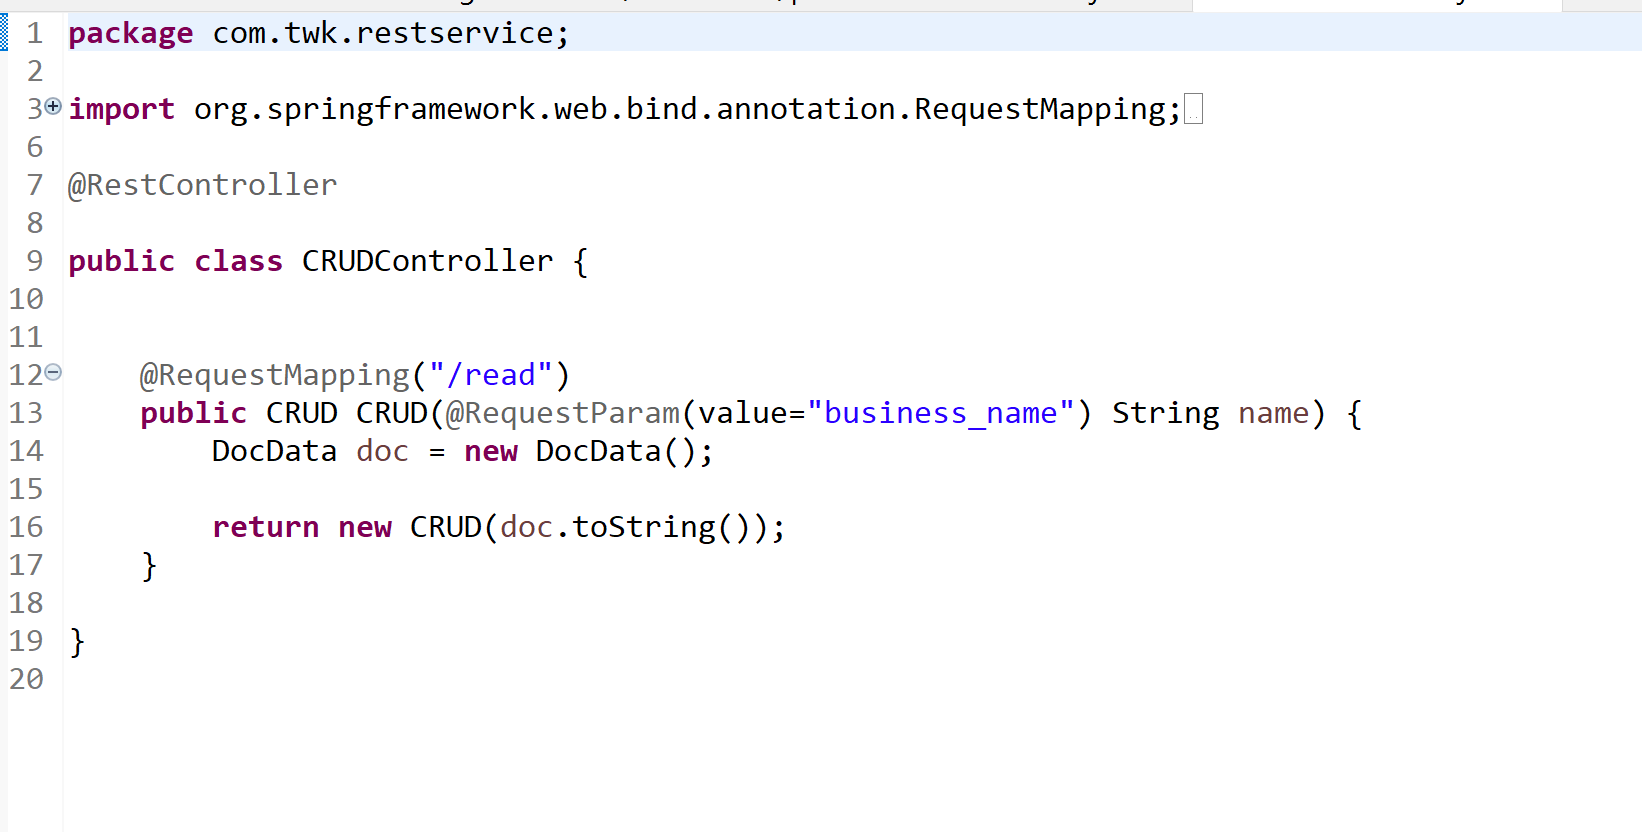 1 package com.twk.restservice;
2
3 import org.springframework.web.bind.annotation.RequestMapping;
6
7 @RestController
8
9 public class CRUDController {
10
11
12 @RequestMapping("/read")
13 public CRUD CRUD(@RequestParam(value="business_name") String name) {
14 DocData doc = new DocData();
15
16 return new CRUD(doc.toString());
17 }
18
19 }
20